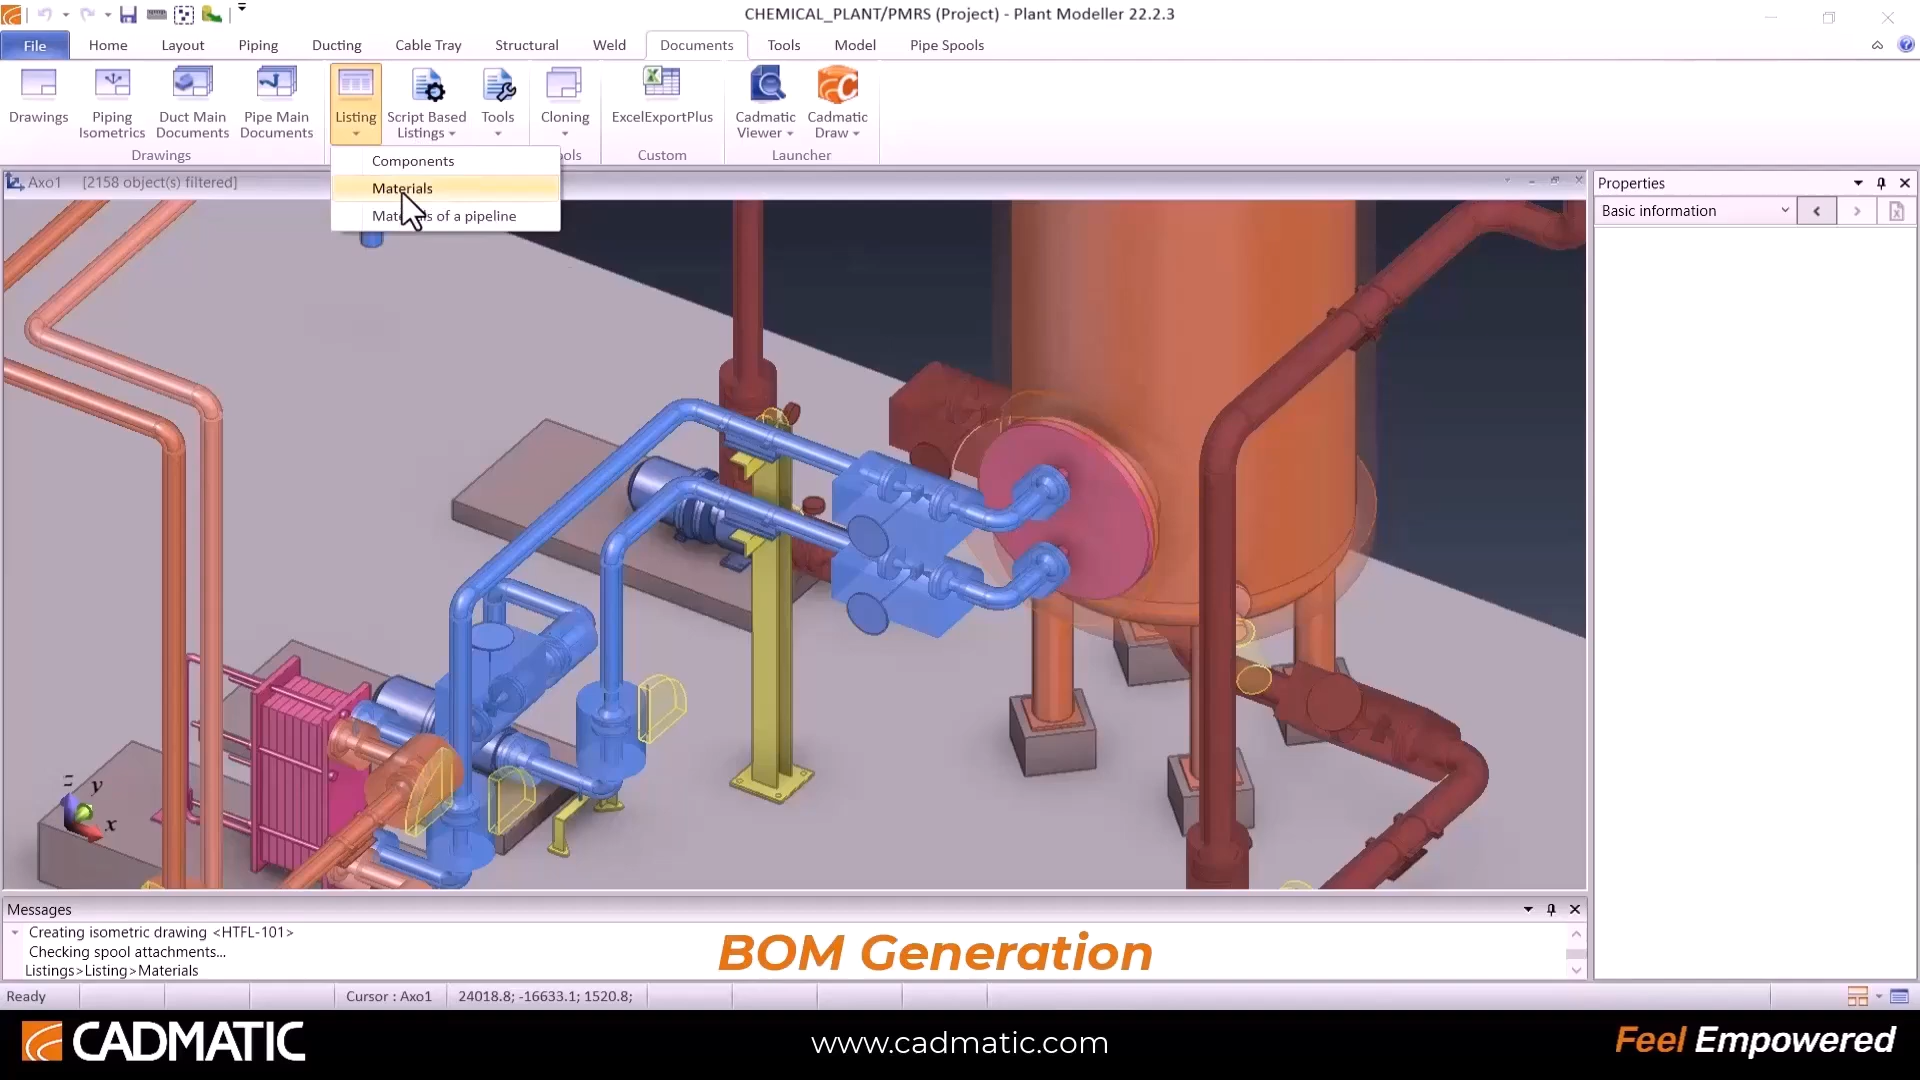 CHEMICAL_PLANT/PMRS (Project) - Plant Modeller 22.2.3
File Home Layout Piping Ducting Cable Tray Structural Weld Documents Tools Model Pipe Spools
Drawings
Piping Isometrics
Duct Main Documents
Pipe Main Documents
Listing
Script Based Listings
Tools
Cloning
ExcelExportPlus
Cadmatic Viewer
Cadmatic Draw
Drawings
ols
Custom
Launcher
Components
Materials
Mate s of a pipeline
Axo1 [2158 object(s) filtered]
Properties
Basic information
z
y
x
Messages
Creating isometric drawing <HTFL-101>
Checking spool attachments...
Listings>Listing>Materials
BOM Generation
Ready
Cursor : Axo1
24018.8; -16633.1; 1520.8;
CADMATIC
www.cadmatic.com
Feel Empowered